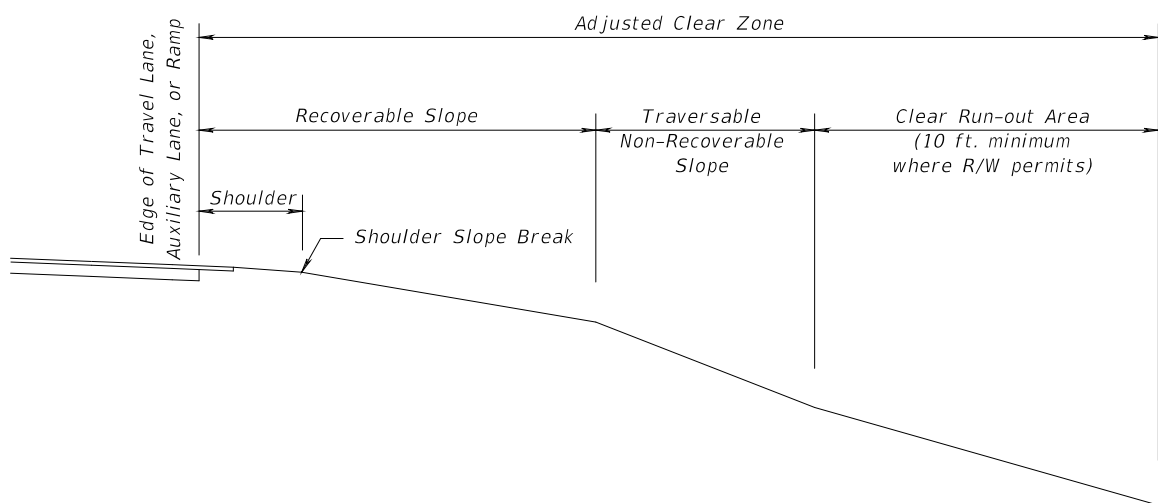 Adjusted Clear Zone
Edge of Travel Lane,
Auxiliary Lane, or Ramp
Recoverable Slope
Traversable
Non-Recoverable
Slope
Clear Run-out Area
(10 ft. minimum
where R/W permits)
Shoulder
Shoulder Slope Break